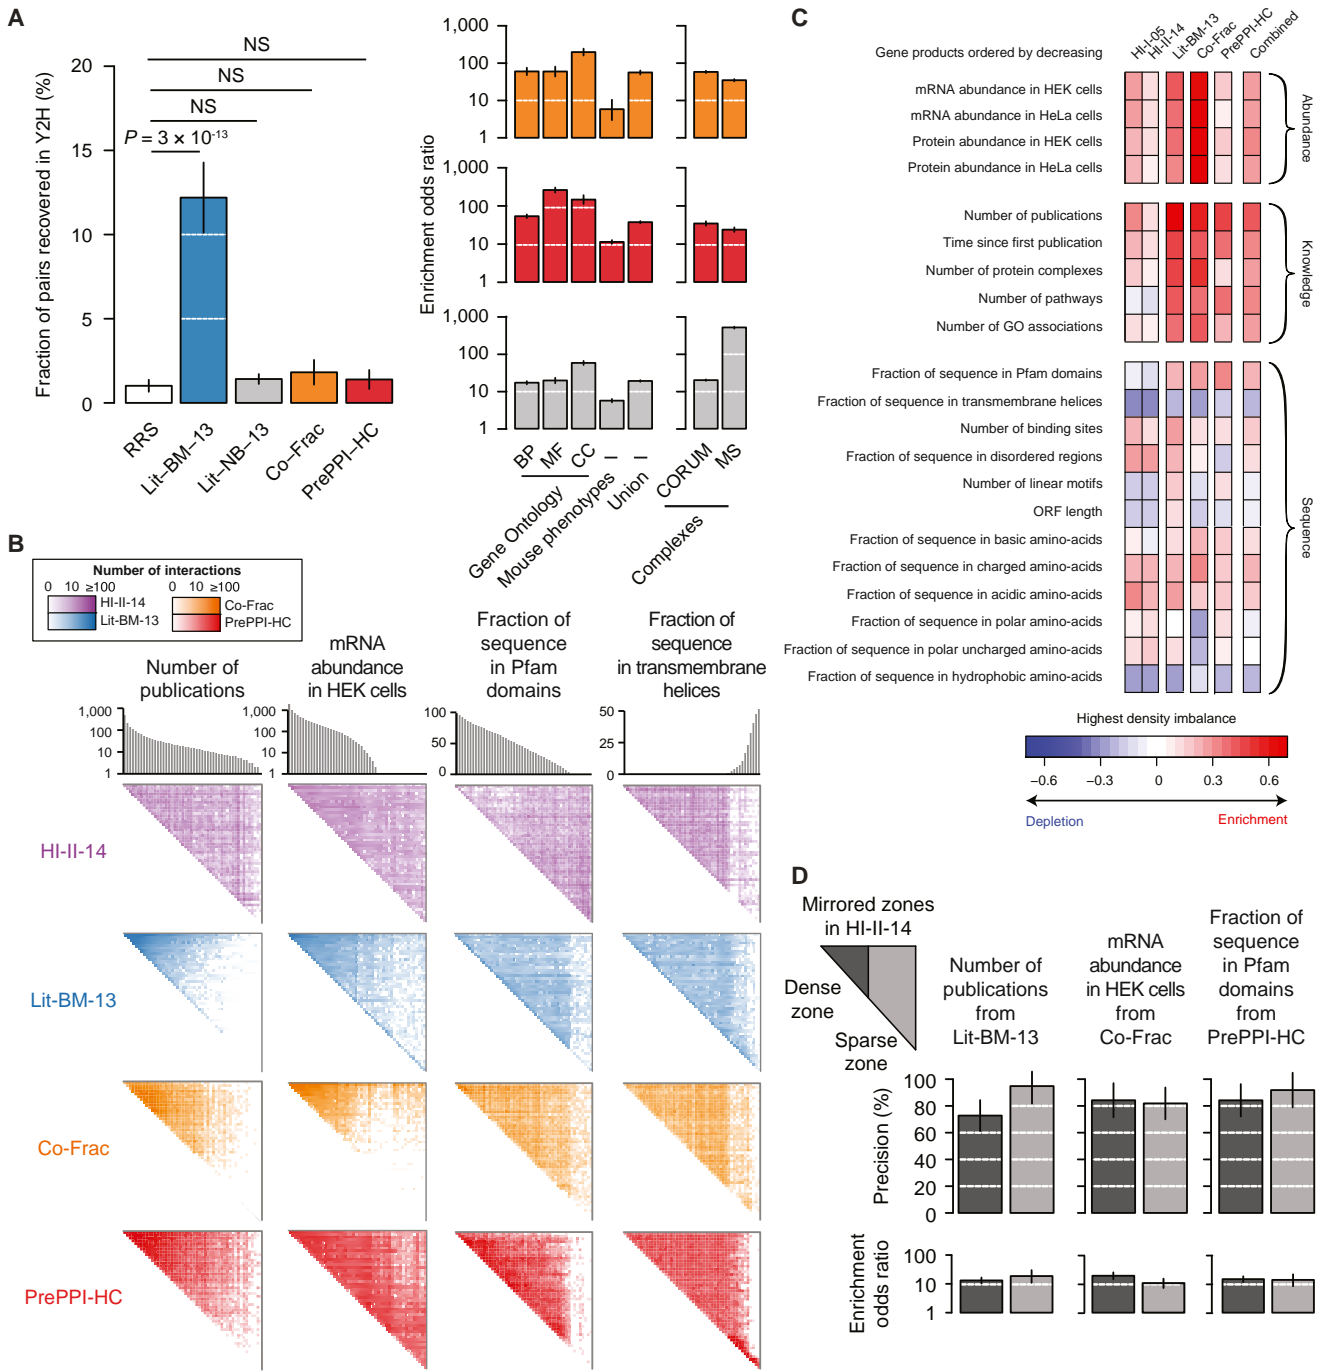 A
NS
NS
NS
P = 3 × 10-13
Fraction of pairs recovered in Y2H (%)
20
15
10
5
0
RRS
Lit–BM–13
Lit–NB–13
Co–Frac
PrePPI–HC
Enrichment odds ratio
1,000
100
10
1
1,000
100
10
1
1,000
100
10
1
BP
MF
CC
–
–
CORUM
MS
Gene Ontology
Mouse phenotypes
Union
Complexes
B
Number of interactions
0 10 ≥100
0 10 ≥100
HI-II-14
Lit-BM-13
Co-Frac
PrePPI-HC
Number of
publications
mRNA
abundance
in HEK cells
Fraction of
sequence
in Pfam
domains
Fraction of
sequence
in transmembrane
helices
1,000
100
10
1
1,000
100
10
1
100
50
0
50
25
0
HI-II-14
Lit-BM-13
Co-Frac
PrePPI-HC
C
Gene products ordered by decreasing
HI-I-05
HI-II-14
Lit-BM-13
Co-Frac
PrePPI-HC
Combined
mRNA abundance in HEK cells
mRNA abundance in HeLa cells
Protein abundance in HEK cells
Protein abundance in HeLa cells
Abundance
Number of publications
Time since first publication
Number of protein complexes
Number of pathways
Number of GO associations
Knowledge
Fraction of sequence in Pfam domains
Fraction of sequence in transmembrane helices
Number of binding sites
Fraction of sequence in disordered regions
Number of linear motifs
ORF length
Fraction of sequence in basic amino-acids
Fraction of sequence in charged amino-acids
Fraction of sequence in acidic amino-acids
Fraction of sequence in polar amino-acids
Fraction of sequence in polar uncharged amino-acids
Fraction of sequence in hydrophobic amino-acids
Sequence
Highest density imbalance
−0.6 −0.3 0 0.3 0.6
Depletion
Enrichment
D
Mirrored zones
in HI-II-14
Dense
zone
Sparse
zone
Number of
publications
from
Lit-BM-13
mRNA
abundance
in HEK cells
from
Co-Frac
Fraction of
sequence
in Pfam
domains
from
PrePPI-HC
Precision (%)
100
80
60
40
20
0
Enrichment
odds ratio
100
10
1